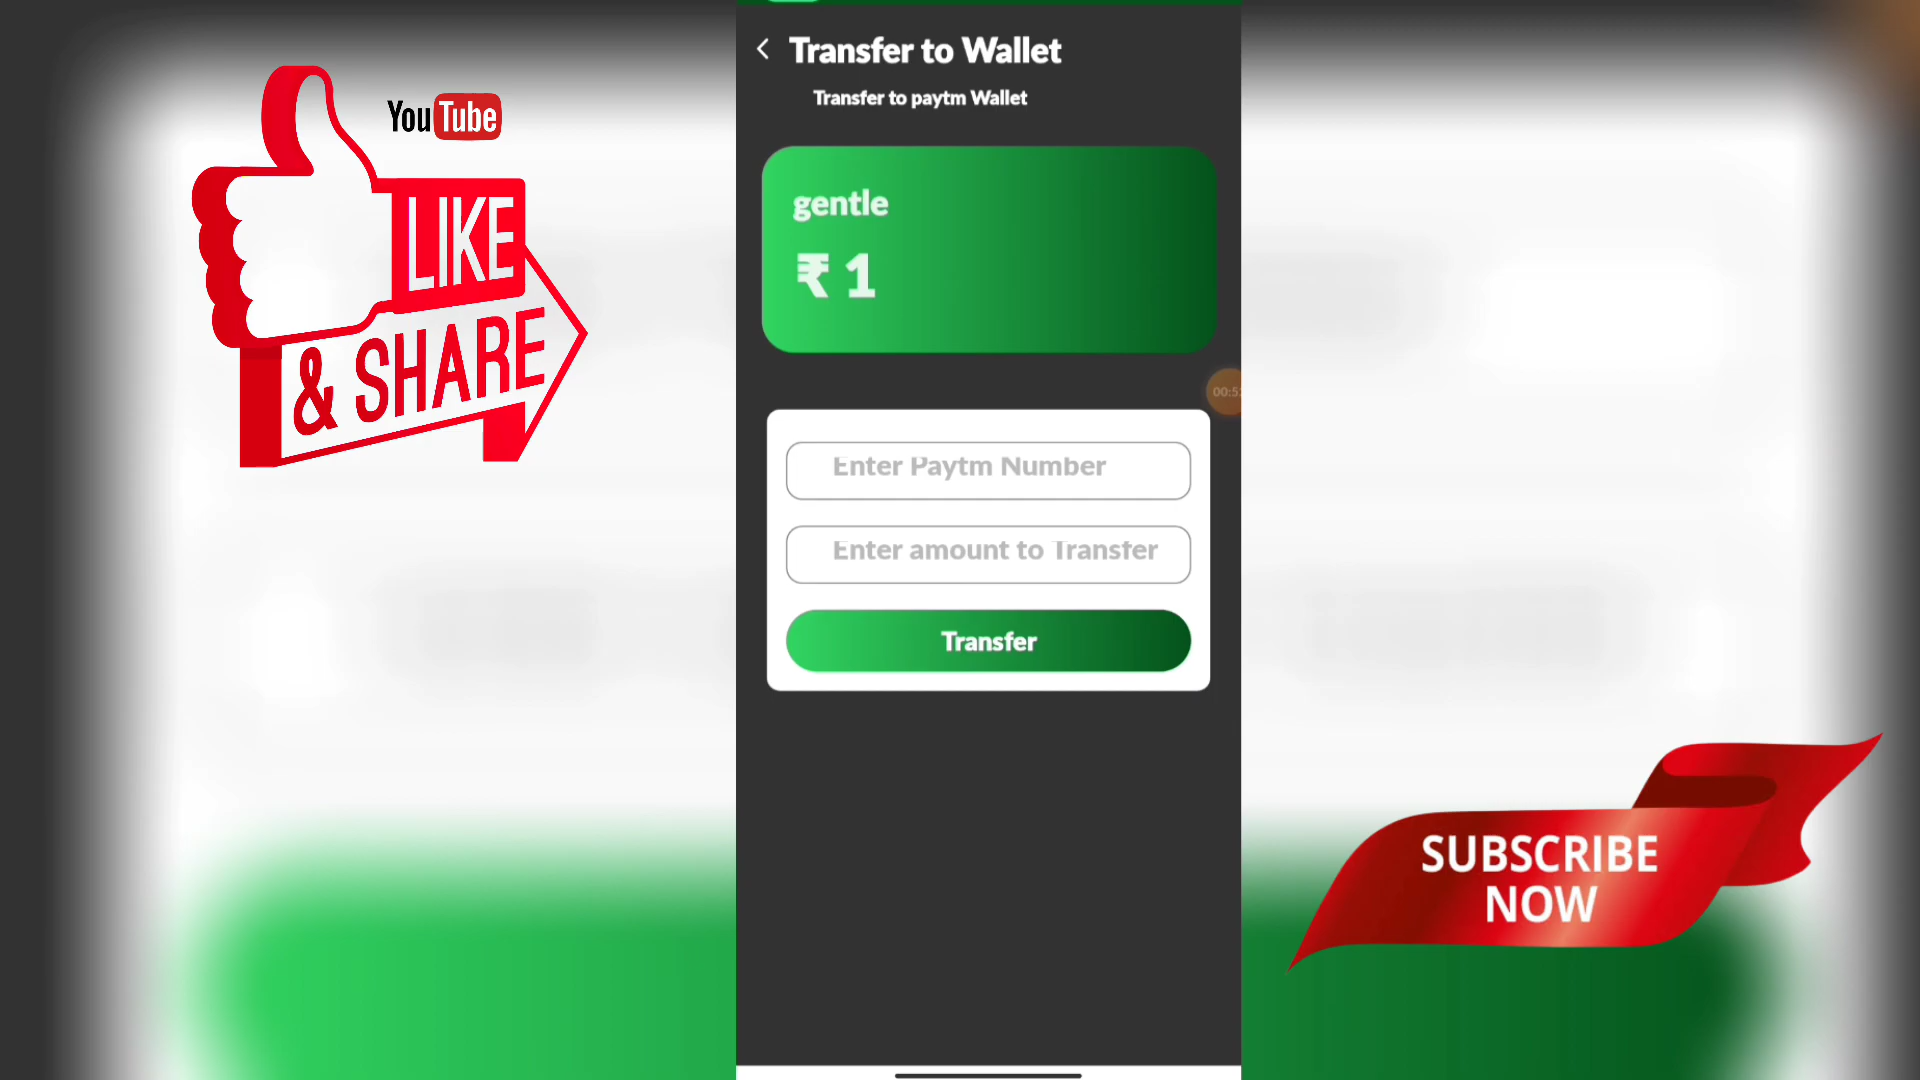 YouTube
LIKE
& SHARE
Transfer to Wallet
Transfer to paytm Wallet
gentle
₹ 1
Enter Paytm Number
Enter amount to Transfer
Transfer
SUBSCRIBE
NOW